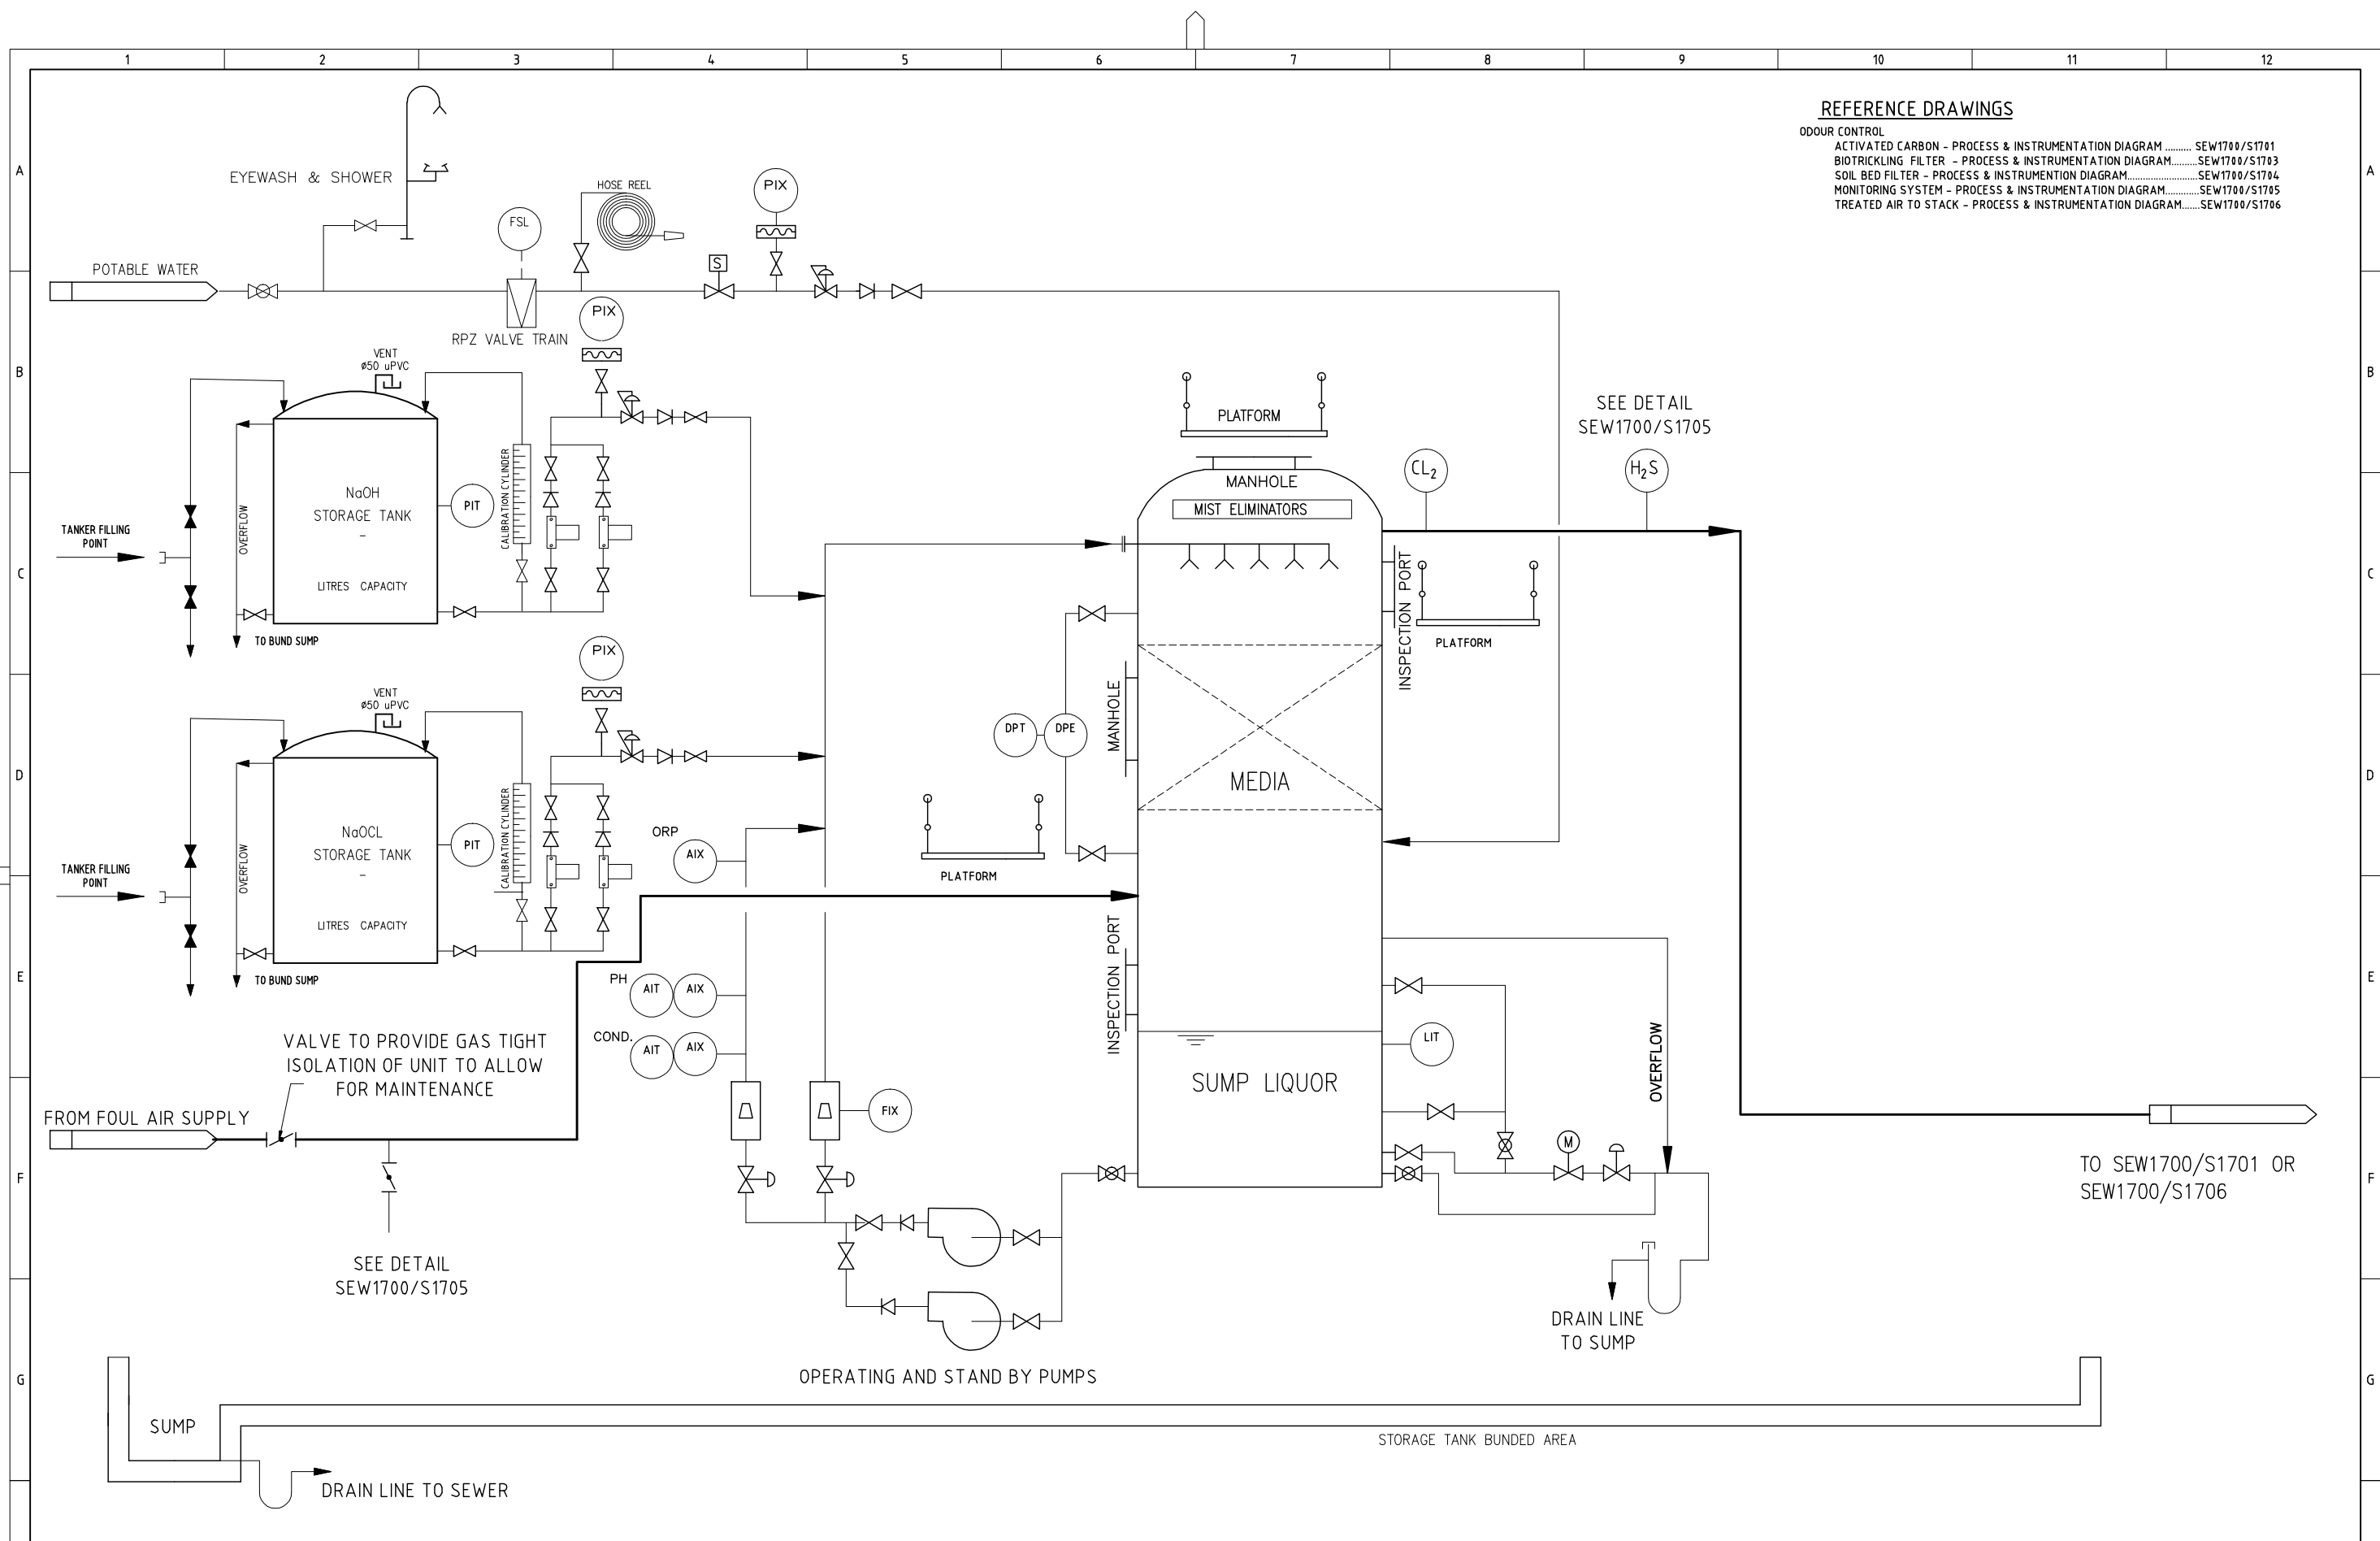 1 2 3 4 5 6 7 8 9 10 11 12
REFERENCE DRAWINGS
ODOUR CONTROL
ACTIVATED CARBON - PROCESS & INSTRUMENTATION DIAGRAM .......... SEW1700/S1701
BIOTRICKLING FILTER - PROCESS & INSTRUMENTATION DIAGRAM..........SEW1700/S1703
SOIL BED FILTER - PROCESS & INSTRUMENTION DIAGRAM...........................SEW1700/S1704
MONITORING SYSTEM - PROCESS & INSTRUMENTATION DIAGRAM.............SEW1700/S1705
TREATED AIR TO STACK - PROCESS & INSTRUMENTATION DIAGRAM.......SEW1700/S1706
A
A
EYEWASH & SHOWER
HOSE REEL
PIX
FSL
S
POTABLE WATER
RPZ VALVE TRAIN
PIX
B
B
VENT
ø50 uPVC
PLATFORM
SEE DETAIL
SEW1700/S1705
CL2
H2S
MANHOLE
MIST ELIMINATORS
NaOH
STORAGE TANK
-
LITRES CAPACITY
PIT
CALIBRATION CYLINDER
OVERFLOW
TANKER FILLING
POINT
TO BUND SUMP
C
C
INSPECTION PORT
PLATFORM
PIX
VENT
ø50 uPVC
MANHOLE
DPT
DPE
MEDIA
D
D
NaOCL
STORAGE TANK
-
LITRES CAPACITY
PIT
CALIBRATION CYLINDER
OVERFLOW
TANKER FILLING
POINT
TO BUND SUMP
ORP
AIX
PLATFORM
E
E
PH
AIT
AIX
COND.
AIT
AIX
INSPECTION PORT
LIT
SUMP LIQUOR
OVERFLOW
VALVE TO PROVIDE GAS TIGHT
ISOLATION OF UNIT TO ALLOW
FOR MAINTENANCE
FROM FOUL AIR SUPPLY
FIX
M
F
F
TO SEW1700/S1701 OR
SEW1700/S1706
SEE DETAIL
SEW1700/S1705
DRAIN LINE
TO SUMP
OPERATING AND STAND BY PUMPS
G
G
SUMP
STORAGE TANK BUNDED AREA
DRAIN LINE TO SEWER